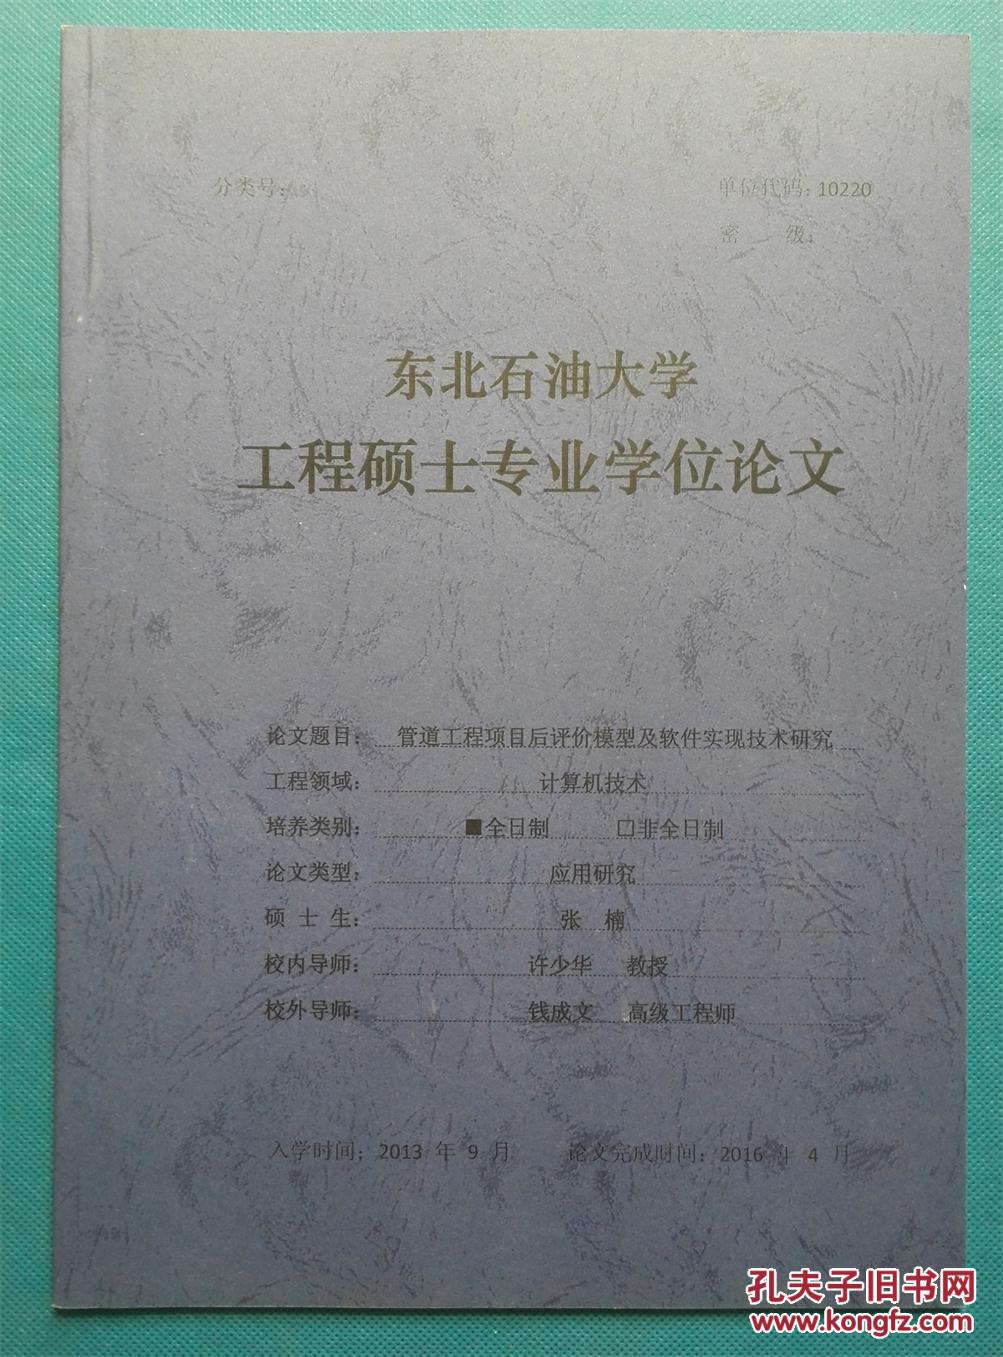 分类号：
单位代码：10220
密 级：
东北石油大学
工程硕士专业学位论文
论文题目： 管道工程项目后评价模型及软件实现技术研究
工程领域： 计算机技术
培养类别： ■全日制 □非全日制
论文类型： 应用研究
硕 士 生： 张 楠
校内导师： 许少华 教授
校外导师： 钱成文 高级工程师
入学时间：2013 年 9 月 论文完成时间：2016 年 4 月
孔夫子旧书网
www.kongfz.com